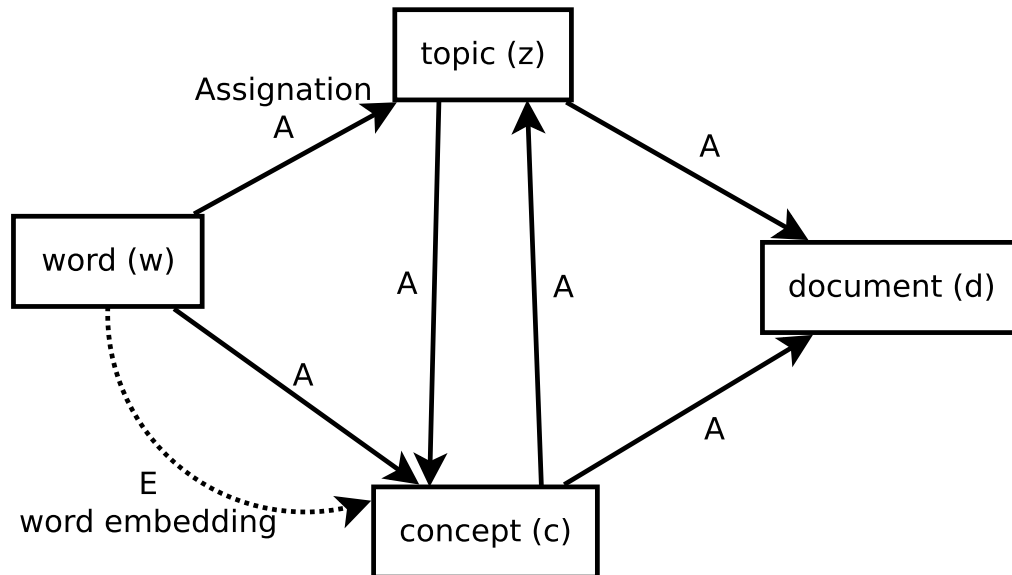 topic (z)
Assignation
A
A
word (w)
A
A
document (d)
A
A
E
word embedding
concept (c)